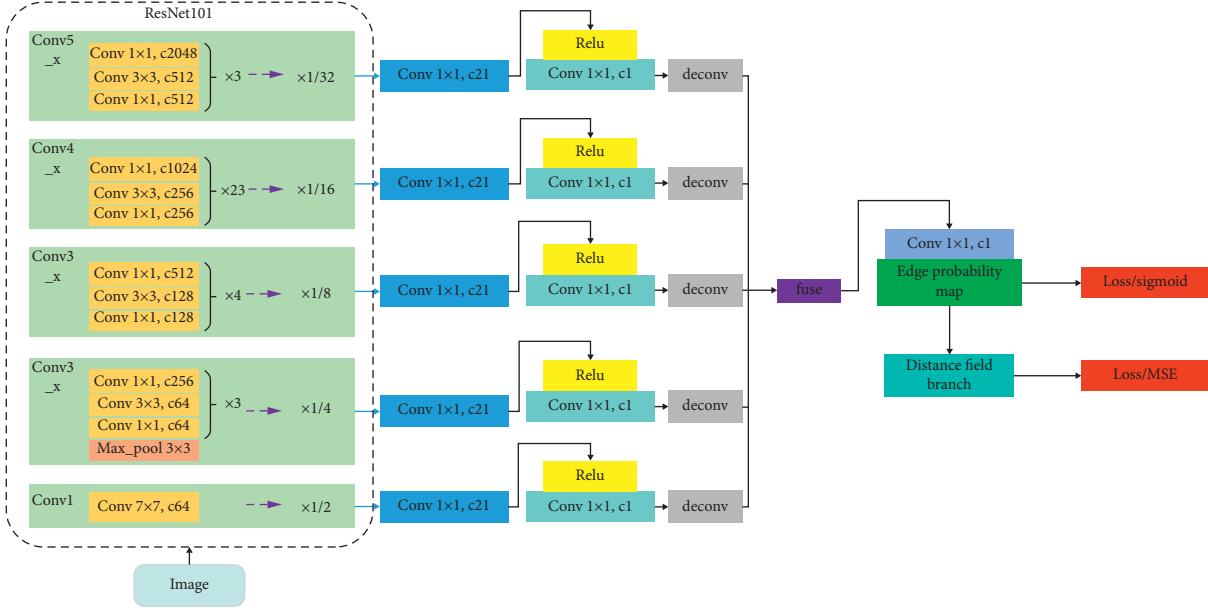 ResNet101
Conv5
_x
Conv 1×1, c2048
Conv 3×3, c512
Conv 1×1, c512
×3
×1/32
Conv 1×1, c21
Relu
Conv 1×1, c1
deconv
Conv4
_x
Conv 1×1, c1024
Conv 3×3, c256
Conv 1×1, c256
×23
×1/16
Conv 1×1, c21
Relu
Conv 1×1, c1
deconv
Conv3
_x
Conv 1×1, c512
Conv 3×3, c128
Conv 1×1, c128
×4
×1/8
Conv 1×1, c21
Relu
Conv 1×1, c1
deconv
Conv3
_x
Conv 1×1, c256
Conv 3×3, c64
Conv 1×1, c64
Max_pool 3×3
×3
×1/4
Conv 1×1, c21
Relu
Conv 1×1, c1
deconv
Conv1
Conv 7×7, c64
×1/2
Conv 1×1, c21
Relu
Conv 1×1, c1
deconv
Image
fuse
Conv 1×1, c1
Edge probability
map
Loss/sigmoid
Distance field
branch
Loss/MSE